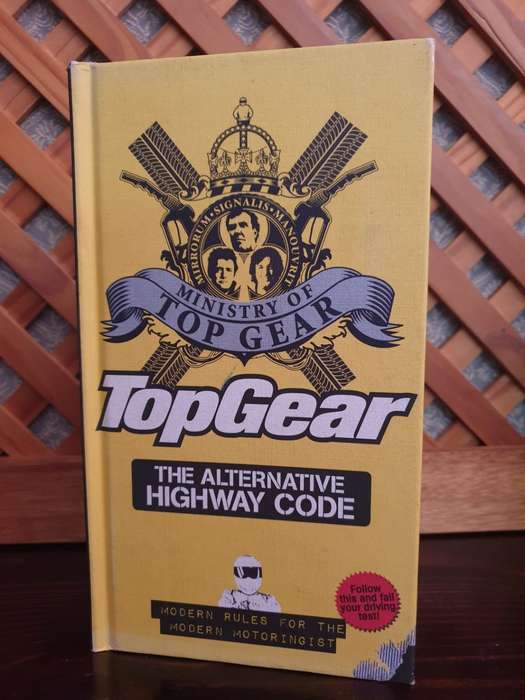 MIRRORUM • SIGNALIS • MANOUVRIT
MINISTRY OF
TOP GEAR
TopGear
THE ALTERNATIVE
HIGHWAY CODE
MODERN RULES FOR THE
MODERN MOTORINGIST
Follow
this and fail
your driving
test!